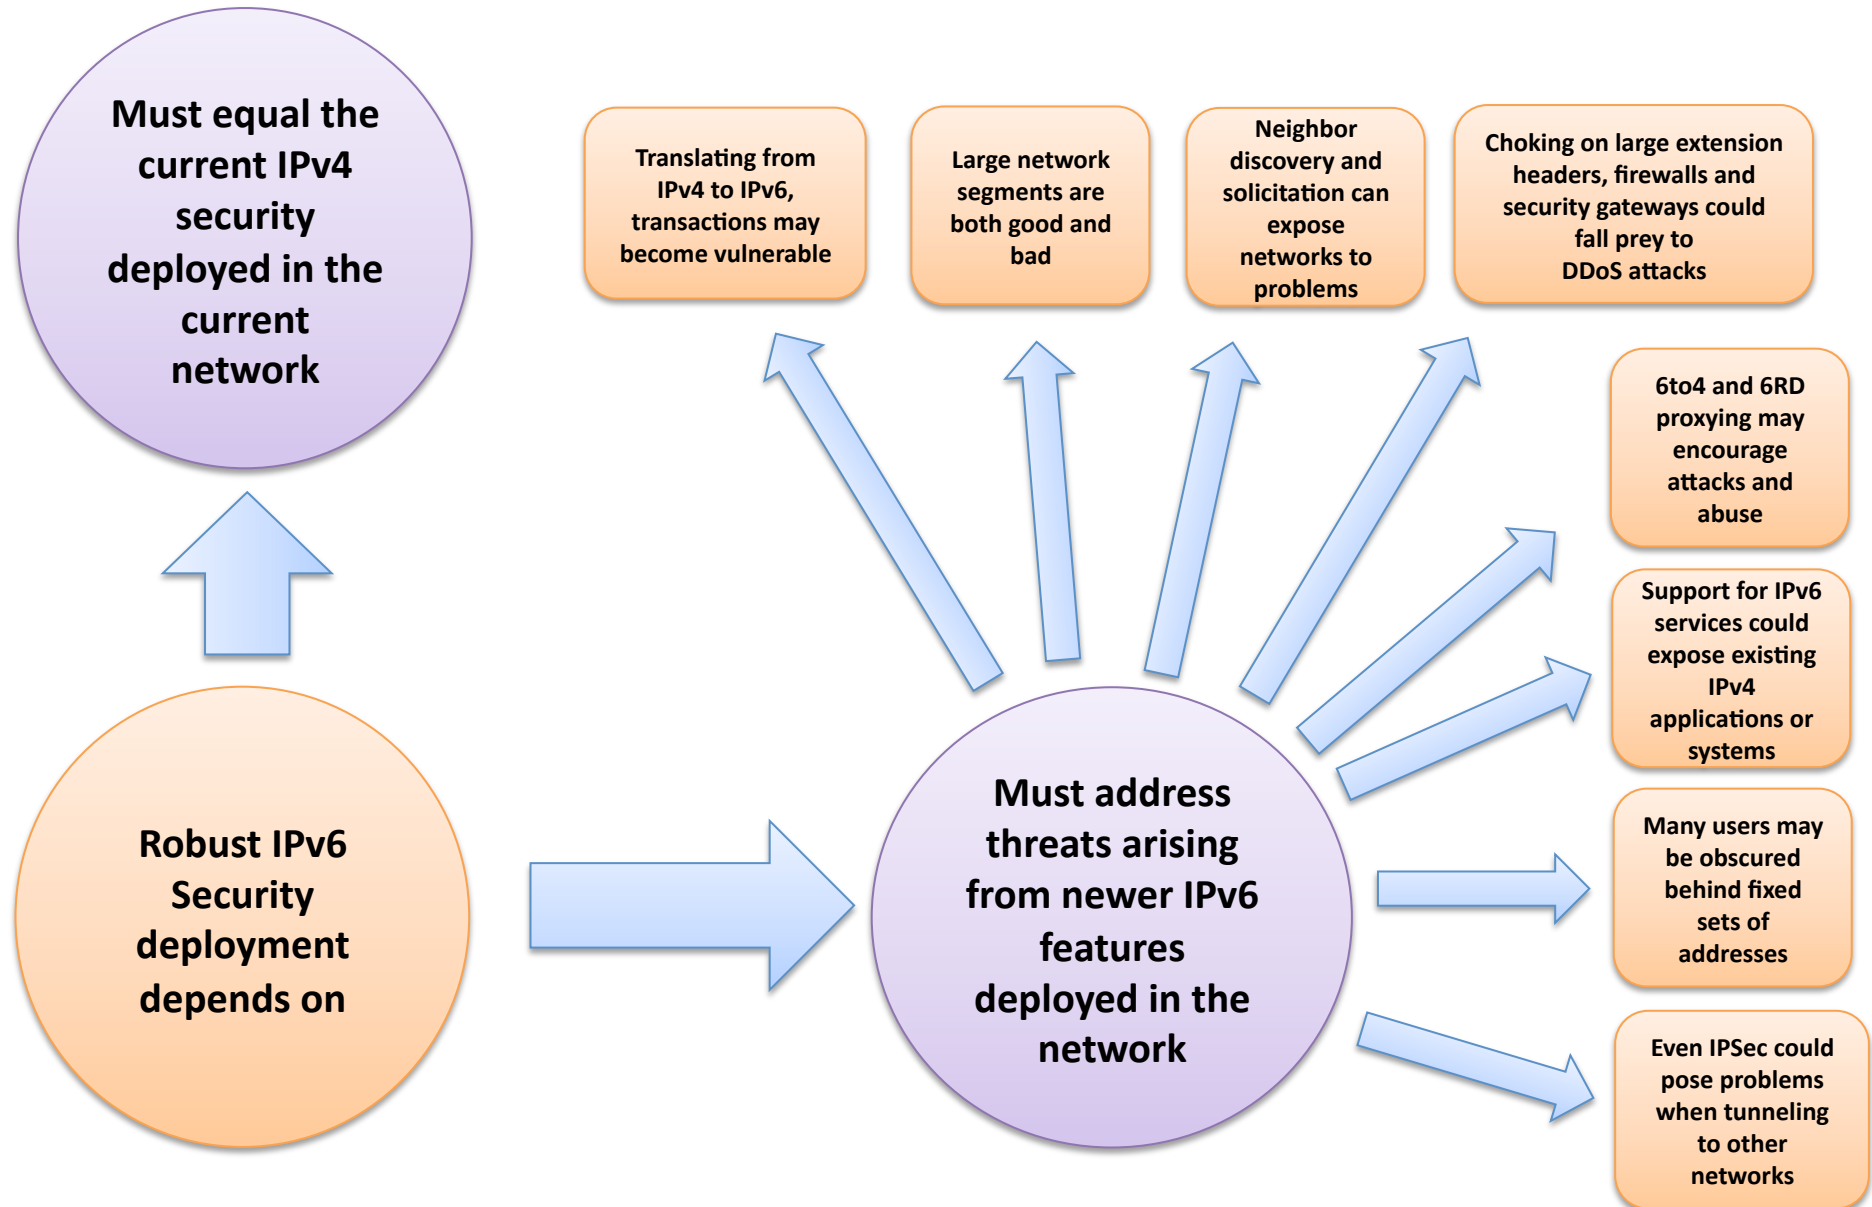 Must equal the
current IPv4
security
deployed in the
current
network
Translating from
IPv4 to IPv6,
transactions may
become vulnerable
Large network
segments are
both good and
bad
Neighbor
discovery and
solicitation can
expose
networks to
problems
Choking on large extension
headers, firewalls and
security gateways could
fall prey to
DDoS attacks
6to4 and 6RD
proxying may
encourage
attacks and
abuse
Support for IPv6
services could
expose existing
IPv4
applications or
systems
Robust IPv6
Security
deployment
depends on
Must address
threats arising
from newer IPv6
features
deployed in the
network
Many users may
be obscured
behind fixed
sets of
addresses
Even IPSec could
pose problems
when tunneling
to other
networks